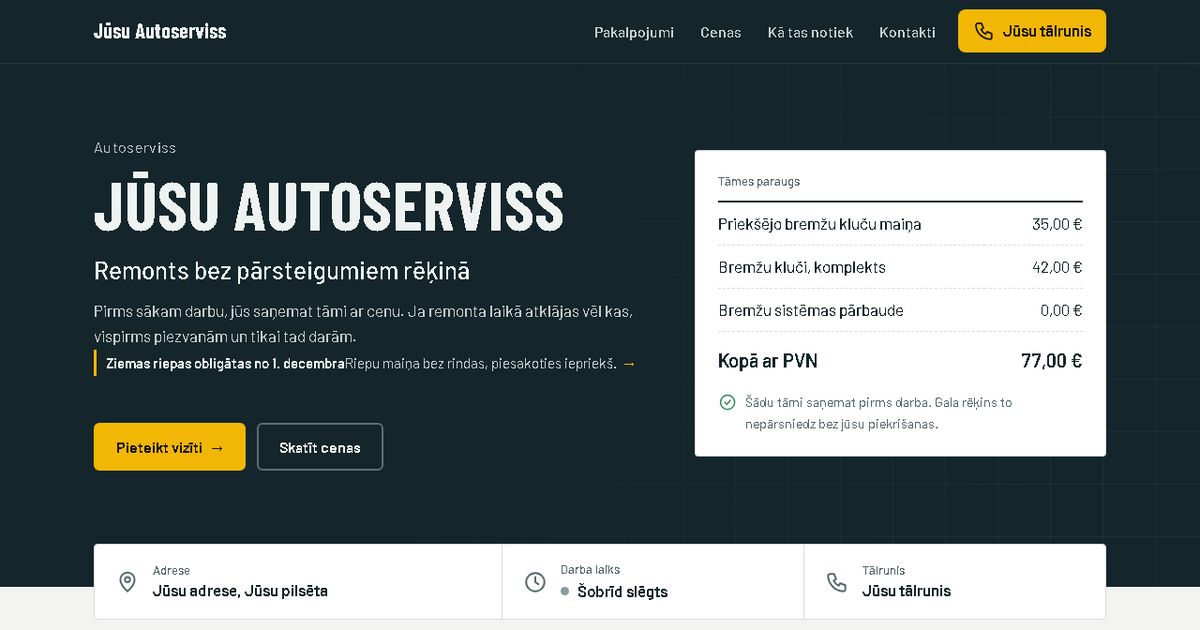 Jūsu Autoserviss
Pakalpojumi Cenas Kā tas notiek Kontakti Jūsu tālrunis
Autoserviss
JŪSU AUTOSERVISS
Remonts bez pārsteigumiem rēķinā
Pirms sākam darbu, jūs saņemat tāmi ar cenu. Ja remonta laikā atklājas vēl kas,
vispirms piezvanām un tikai tad darām.
Ziemas riepas obligātas no 1. decembraRiepu maiņa bez rindas, piesakoties iepriekš. →
Pieteikt vizīti → Skatīt cenas
Tāmes paraugs
Priekšējo bremžu kluču maiņa 35,00 €
Bremžu kluči, komplekts 42,00 €
Bremžu sistēmas pārbaude 0,00 €
Kopā ar PVN 77,00 €
Šādu tāmi saņemat pirms darba. Gala rēķins to
nepārsniedz bez jūsu piekrišanas.
Adrese
Jūsu adrese, Jūsu pilsēta
Darba laiks
Šobrīd slēgts
Tālrunis
Jūsu tālrunis